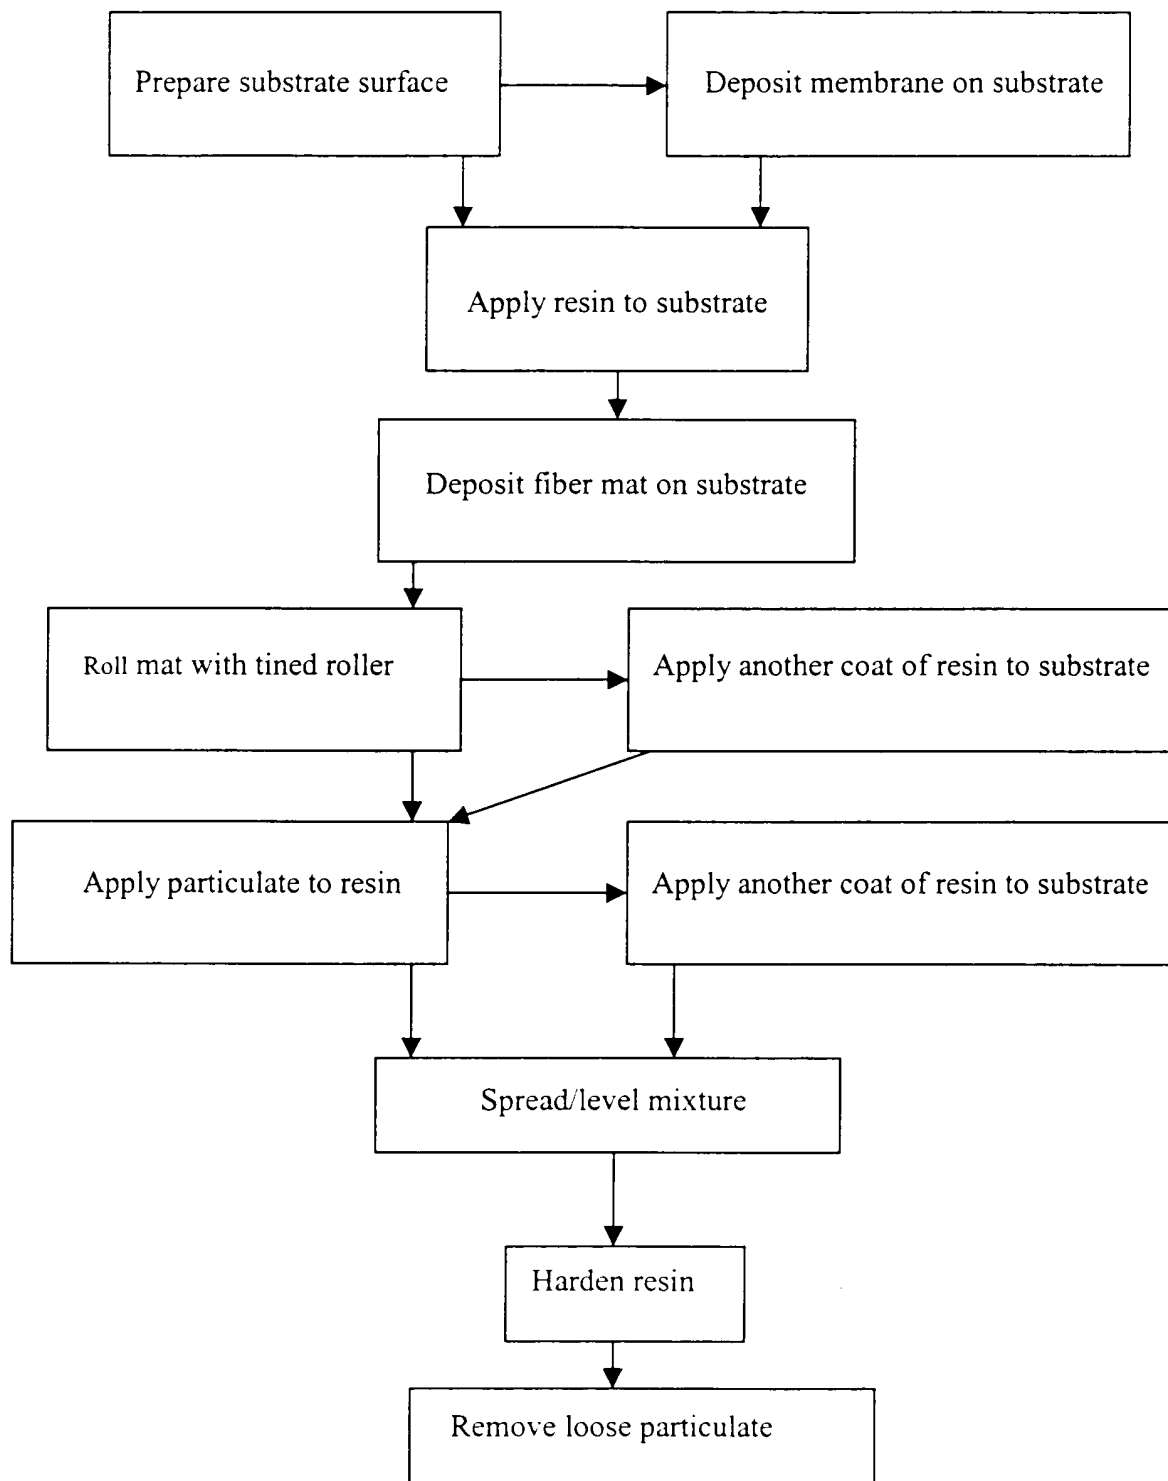 Prepare substrate surface
Deposit membrane on substrate
Apply resin to substrate
Deposit fiber mat on substrate
Roll mat with tined roller
Apply another coat of resin to substrate
Apply particulate to resin
Apply another coat of resin to substrate
Spread/level mixture
Harden resin
Remove loose particulate